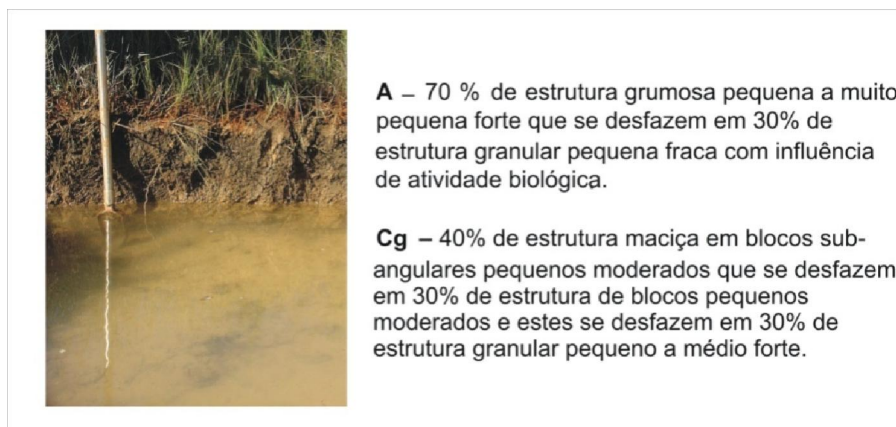 A – 70 % de estrutura grumosa pequena a muito
pequena forte que se desfazem em 30% de
estrutura granular pequena fraca com influência
de atividade biológica.
Cg – 40% de estrutura maciça em blocos sub-
angulares pequenos moderados que se desfazem
em 30% de estrutura de blocos pequenos
moderados e estes se desfazem em 30% de
estrutura granular pequeno a médio forte.